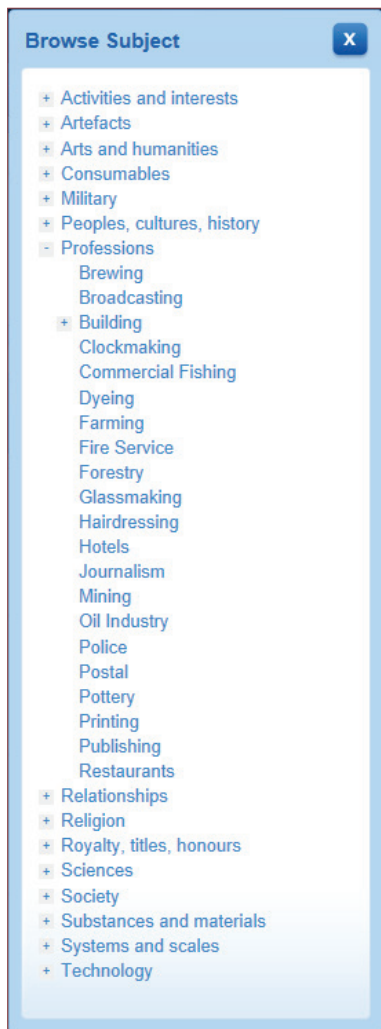 Browse Subject X
+ Activities and interests
+ Artefacts
+ Arts and humanities
+ Consumables
+ Military
+ Peoples, cultures, history
- Professions
Brewing
Broadcasting
+ Building
Clockmaking
Commercial Fishing
Dyeing
Farming
Fire Service
Forestry
Glassmaking
Hairdressing
Hotels
Journalism
Mining
Oil Industry
Police
Postal
Pottery
Printing
Publishing
Restaurants
+ Relationships
+ Religion
+ Royalty, titles, honours
+ Sciences
+ Society
+ Substances and materials
+ Systems and scales
+ Technology